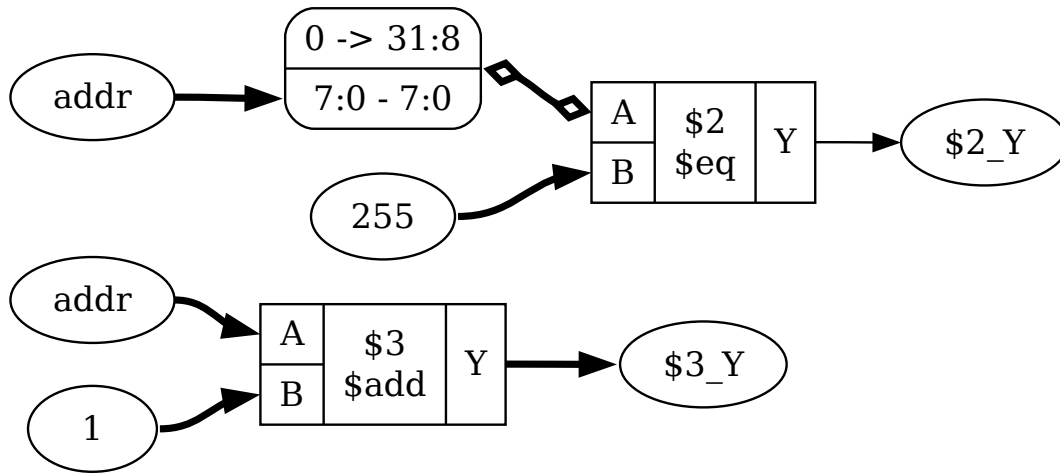 addr
0 -> 31:8
7:0 - 7:0
255
A
B
$2
$eq
Y
$2_Y
addr
1
A
B
$3
$add
Y
$3_Y